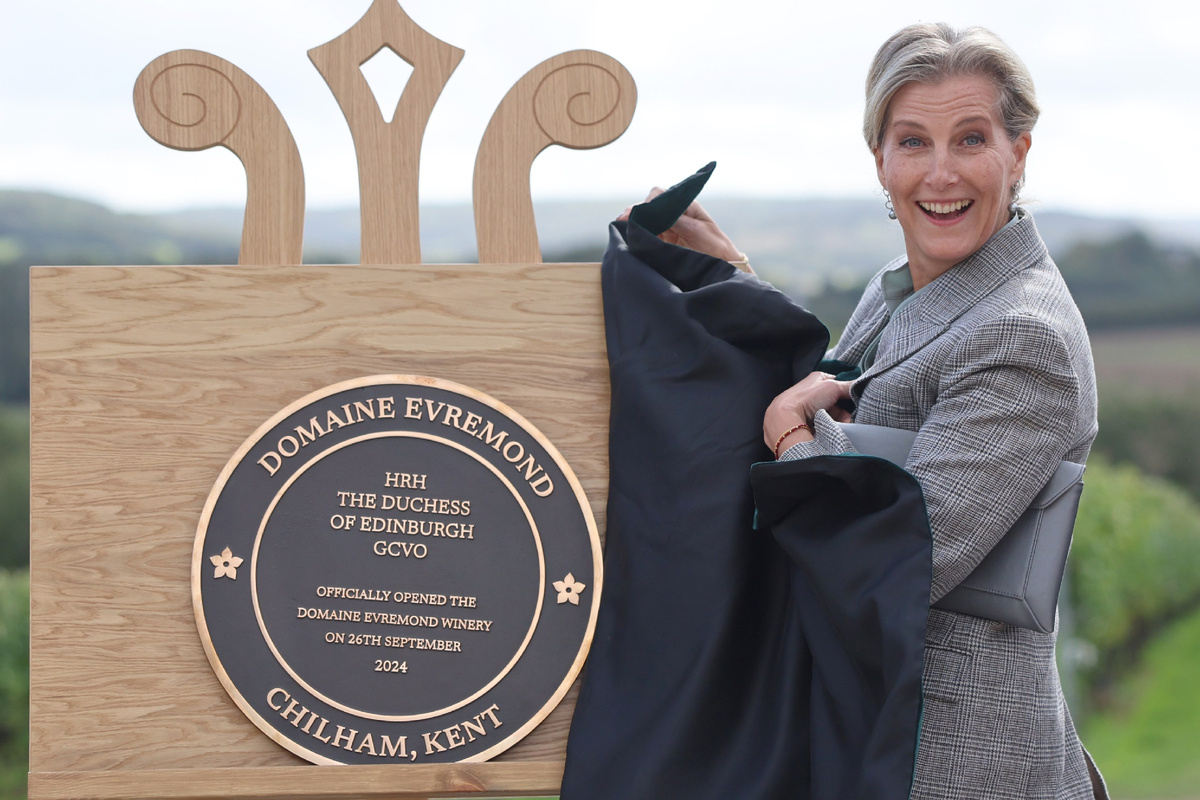 DOMAINE EVREMOND
HRH
THE DUCHESS
OF EDINBURGH
GCVO
OFFICIALLY OPENED THE
DOMAINE EVREMOND WINERY
ON 26TH SEPTEMBER
2024
CHILHAM, KENT